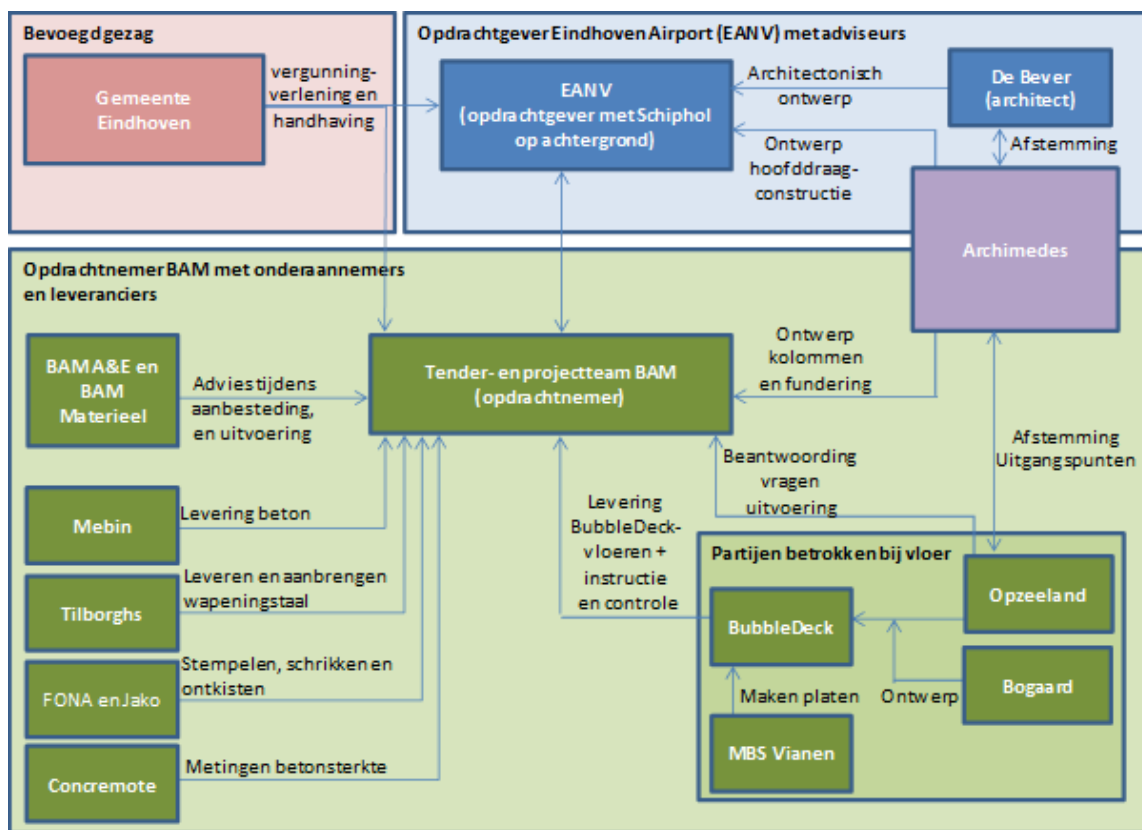 Bevoegd gezag
Gemeente
Eindhoven
vergunning-
verlening en
handhaving
Opdrachtgever Eindhoven Airport (EANV) met adviseurs
EANV
(opdrachtgever met Schiphol
op achtergrond)
Architectonisch
ontwerp
De Bever
(architect)
Afstemming
Ontwerp
hoofddraag-
constructie
Archimedes
Opdrachtnemer BAM met onderaannemers
en leveranciers
BAM A&E en
BAM
Materieel
Advies tijdens
aanbesteding,
en uitvoering
Tender- en projectteam BAM
(opdrachtnemer)
Ontwerp
kolommen
en fundering
Afstemming
Uitgangspunten
Beantwoording
vragen
uitvoering
Mebin
Levering beton
Levering
BubbleDeck-
vloeren +
instructie
en controle
Tilborghs
Leveren en aanbrengen
wapeningstaal
FONA en Jako
Stempelen, schrikken en
ontkisten
Concremote
Metingen betonsterkte
Partijen betrokken bij vloer
Opzeeland
BubbleDeck
Bogaard
Ontwerp
Maken platen
MBS Vianen